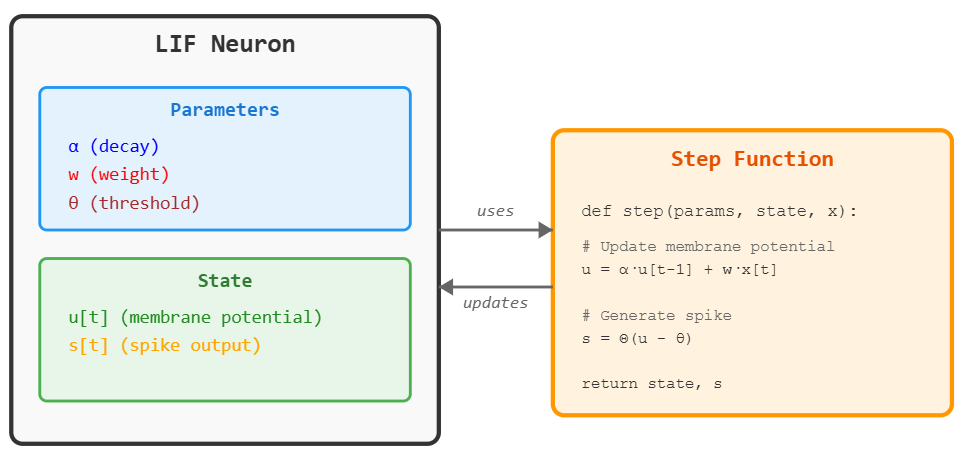 LIF Neuron
Parameters
α (decay)
w (weight)
θ (threshold)
State
u[t] (membrane potential)
s[t] (spike output)
uses
updates
Step Function
def step(params, state, x):
# Update membrane potential
u = α·u[t-1] + w·x[t]
# Generate spike
s = Θ(u - θ)
return state, s